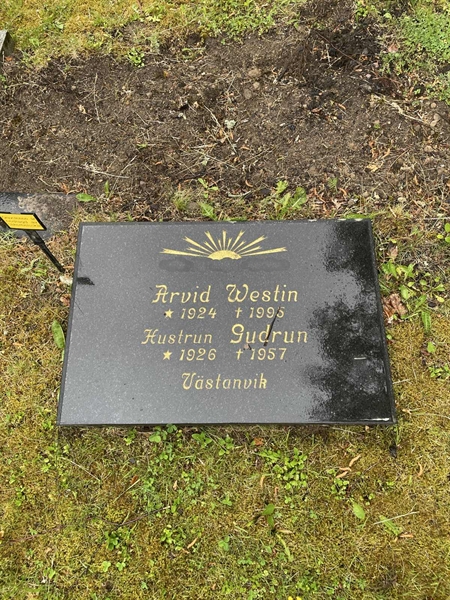 Arvid Westin
★ 1924 ✝ 1995
Hustrun Gudrun
★ 1926 ✝ 1957
Västanvik